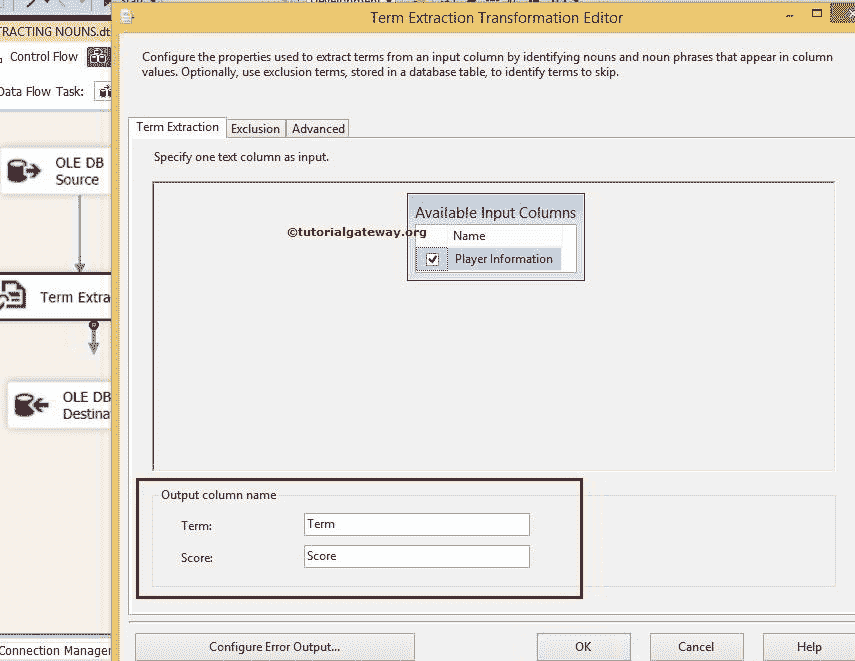 Term Extraction Transformation Editor
TRACTING NOUNS.dt
Control Flow
Data Flow Task:
Configure the properties used to extract terms from an input column by identifying nouns and noun phrases that appear in column
values. Optionally, use exclusion terms, stored in a database table, to identify terms to skip.
Term Extraction
Exclusion
Advanced
Specify one text column as input.
OLE DB
Source
Available Input Columns
©tutorialgateway.org
Name
Player Information
Term Extra
OLE DB
Destina
Output column name
Term:
Term
Score:
Score
Connection Manager
Configure Error Output...
OK
Cancel
Help